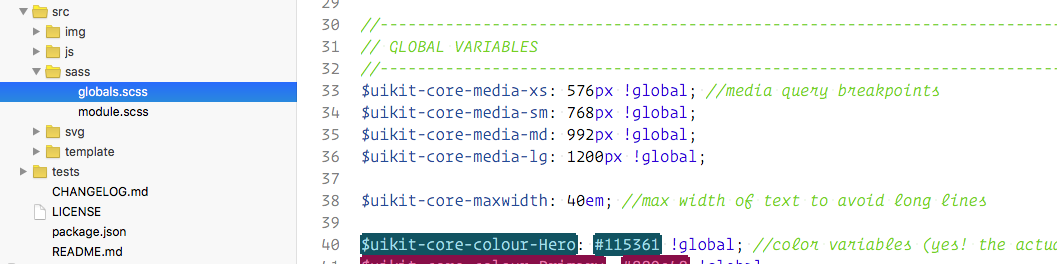 src
img
js
sass
globals.scss
module.scss
svg
template
tests
CHANGELOG.md
LICENSE
package.json
README.md
29
30 //--------------------------------------------------------------------------------
31 // GLOBAL VARIABLES
32 //--------------------------------------------------------------------------------
33 $uikit-core-media-xs: 576px !global; //media query breakpoints
34 $uikit-core-media-sm: 768px !global;
35 $uikit-core-media-md: 992px !global;
36 $uikit-core-media-lg: 1200px !global;
37
38 $uikit-core-maxwidth: 40em; //max width of text to avoid long lines
39
40 $uikit-core-colour-Hero: #115361 !global; //color variables (yes! the actua